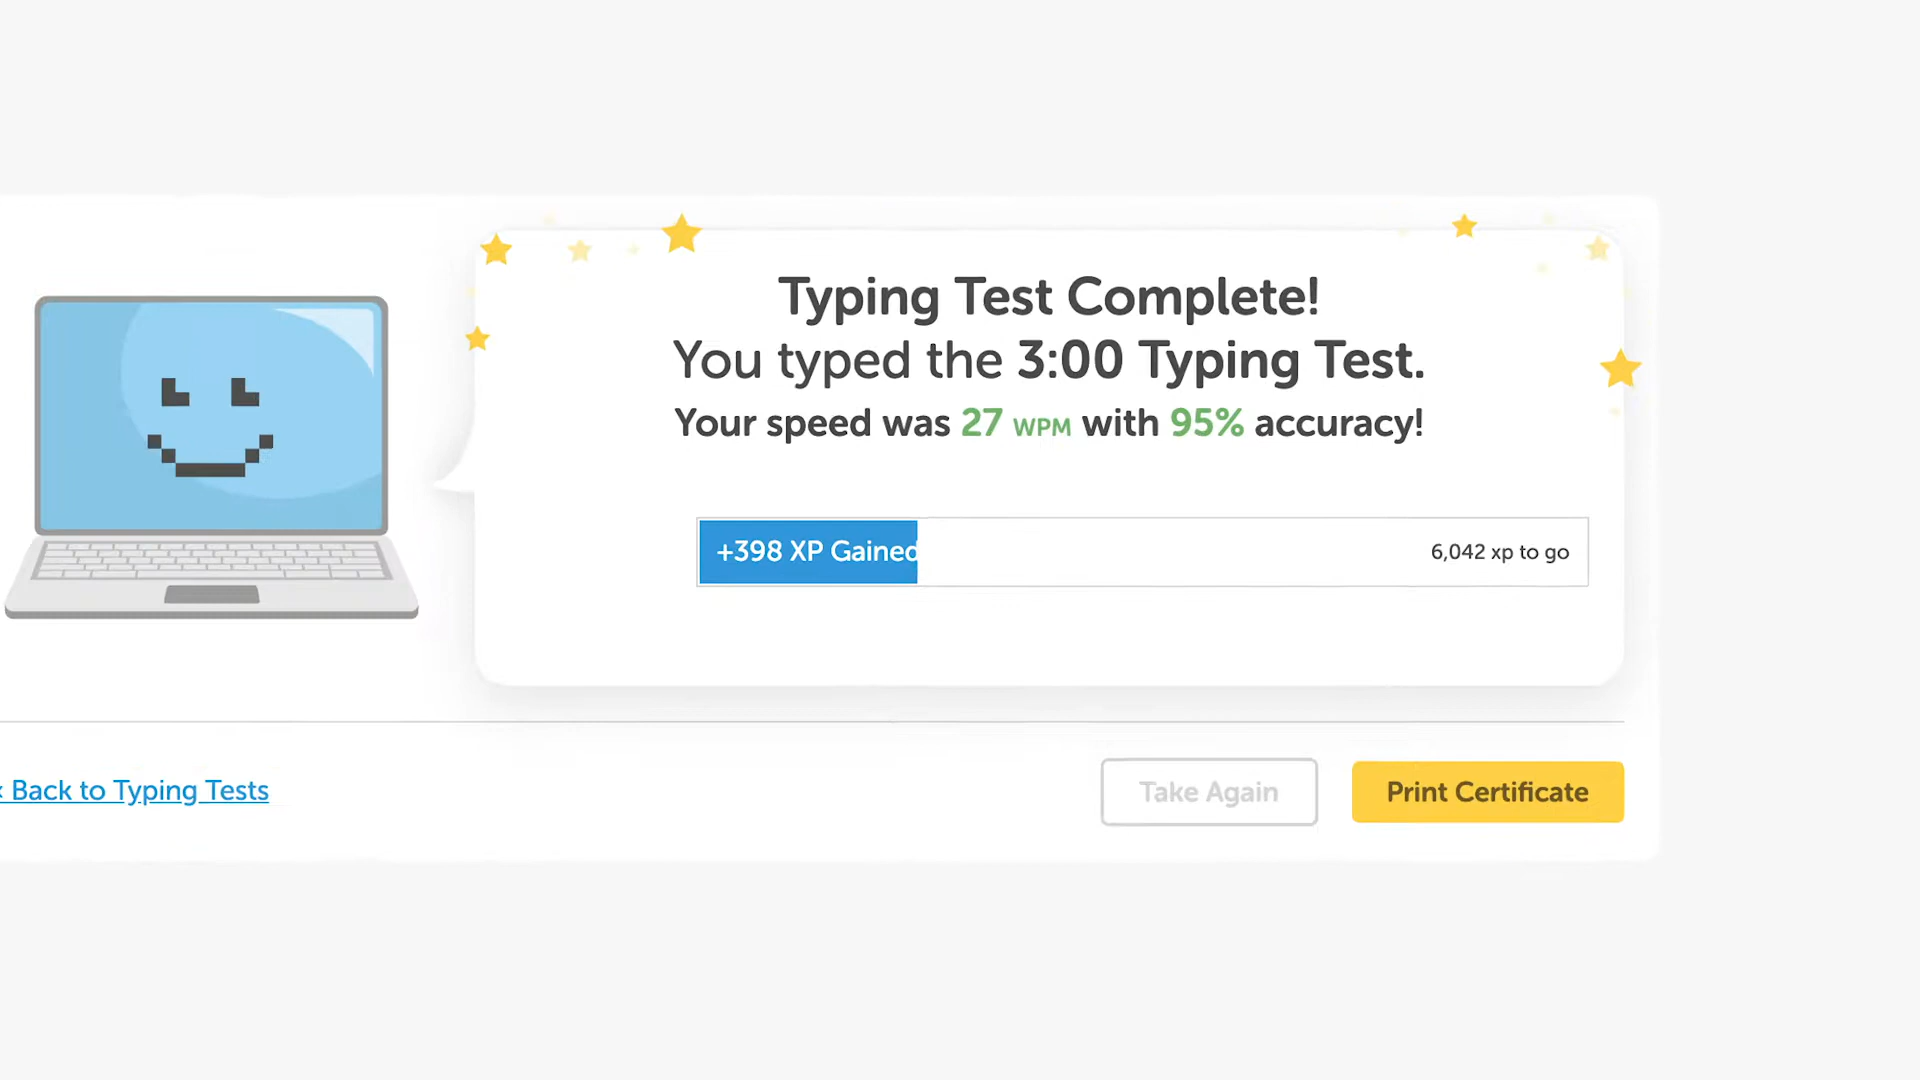 Typing Test Complete!
You typed the 3:00 Typing Test.
Your speed was 27 WPM with 95% accuracy!
+398 XP Gained
6,042 xp to go
‹ Back to Typing Tests
Take Again
Print Certificate